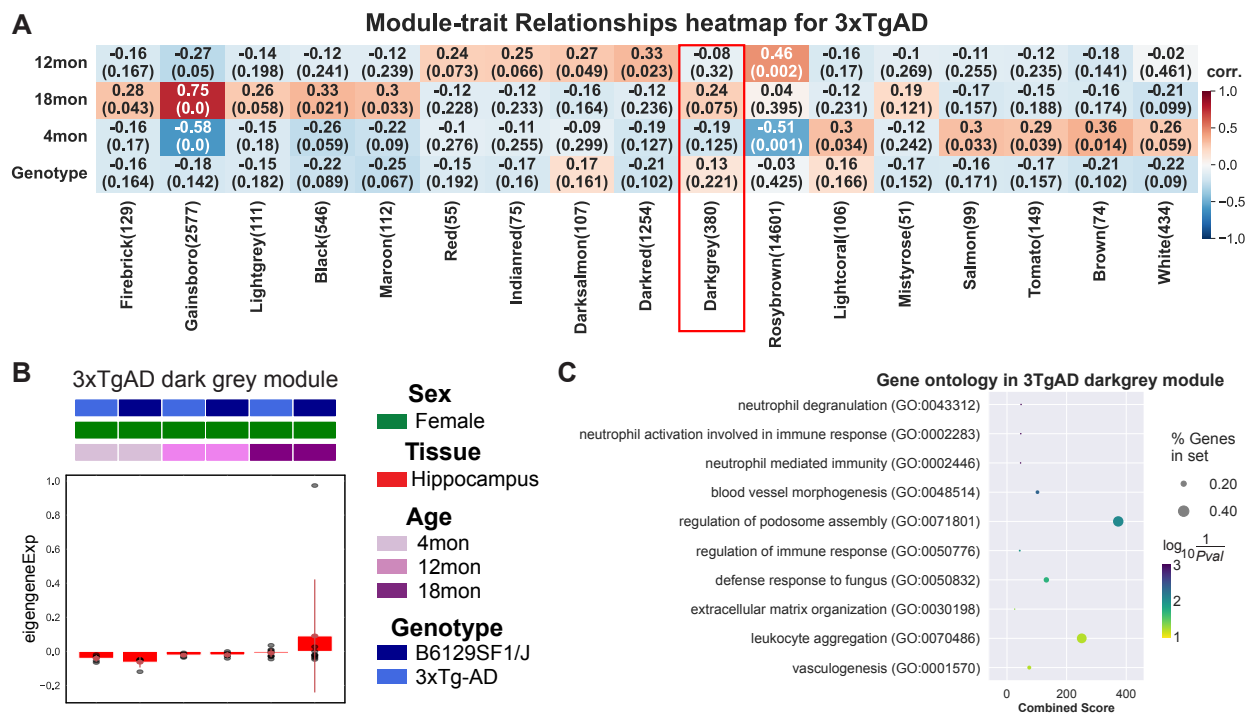 A
Module-trait Relationships heatmap for 3xTgAD
12mon
-0.16 -0.27 -0.14 -0.12 -0.12 0.24 0.25 0.27 0.33 -0.08 0.46 -0.16 -0.1 -0.11 -0.12 -0.18 -0.02
(0.167) (0.05) (0.198) (0.241) (0.239) (0.073) (0.066) (0.049) (0.023) (0.32) (0.002) (0.17) (0.269) (0.255) (0.235) (0.141) (0.461)
18mon
0.28 0.75 0.26 0.33 0.3 -0.12 -0.12 -0.16 -0.12 0.24 0.04 -0.12 0.19 -0.17 -0.15 -0.16 -0.21
(0.043) (0.0) (0.058) (0.021) (0.033) (0.228) (0.233) (0.164) (0.236) (0.075) (0.395) (0.231) (0.121) (0.157) (0.188) (0.174) (0.099)
4mon
-0.16 -0.58 -0.15 -0.26 -0.22 -0.1 -0.11 -0.09 -0.19 -0.19 -0.51 0.3 -0.12 0.3 0.29 0.36 0.26
(0.17) (0.0) (0.18) (0.059) (0.09) (0.276) (0.255) (0.299) (0.127) (0.125) (0.001) (0.034) (0.242) (0.033) (0.039) (0.014) (0.059)
Genotype
-0.16 -0.18 -0.15 -0.22 -0.25 -0.15 -0.17 0.17 -0.21 0.13 -0.03 0.16 -0.16 -0.16 -0.17 -0.21 -0.22
(0.164) (0.142) (0.182) (0.089) (0.067) (0.192) (0.16) (0.161) (0.102) (0.221) (0.425) (0.166) (0.152) (0.171) (0.157) (0.102) (0.09)
Firebrick(129)
Gainsboro(2577)
Lightgrey(111)
Black(546)
Maroon(112)
Red(55)
Indianred(75)
Darksalmon(107)
Darkred(1254)
Darkgrey(380)
Rosybrown(14601)
Lightcoral(106)
Mistyrose(51)
Salmon(99)
Tomato(149)
Brown(74)
White(434)
corr.
1.0
0.5
0.0
−0.5
−1.0
B
3xTgAD dark grey module
1.0
0.8
0.6
0.4
0.2
0.0
−0.2
eigengeneExp
Sex
Female
Tissue
Hippocampus
Age
4mon
12mon
18mon
Genotype
B6129SF1/J
3xTg-AD
C
Gene ontology in 3TgAD darkgrey module
neutrophil degranulation (GO:0043312)
neutrophil activation involved in immune response (GO:0002283)
neutrophil mediated immunity (GO:0002446)
blood vessel morphogenesis (GO:0048514)
regulation of podosome assembly (GO:0071801)
regulation of immune response (GO:0050776)
defense response to fungus (GO:0050832)
extracellular matrix organization (GO:0030198)
leukocyte aggregation (GO:0070486)
vasculogenesis (GO:0001570)
0 200 400
Combined Score
% Genes
in set
0.20
0.40
log10 1/Pval
3
2
1